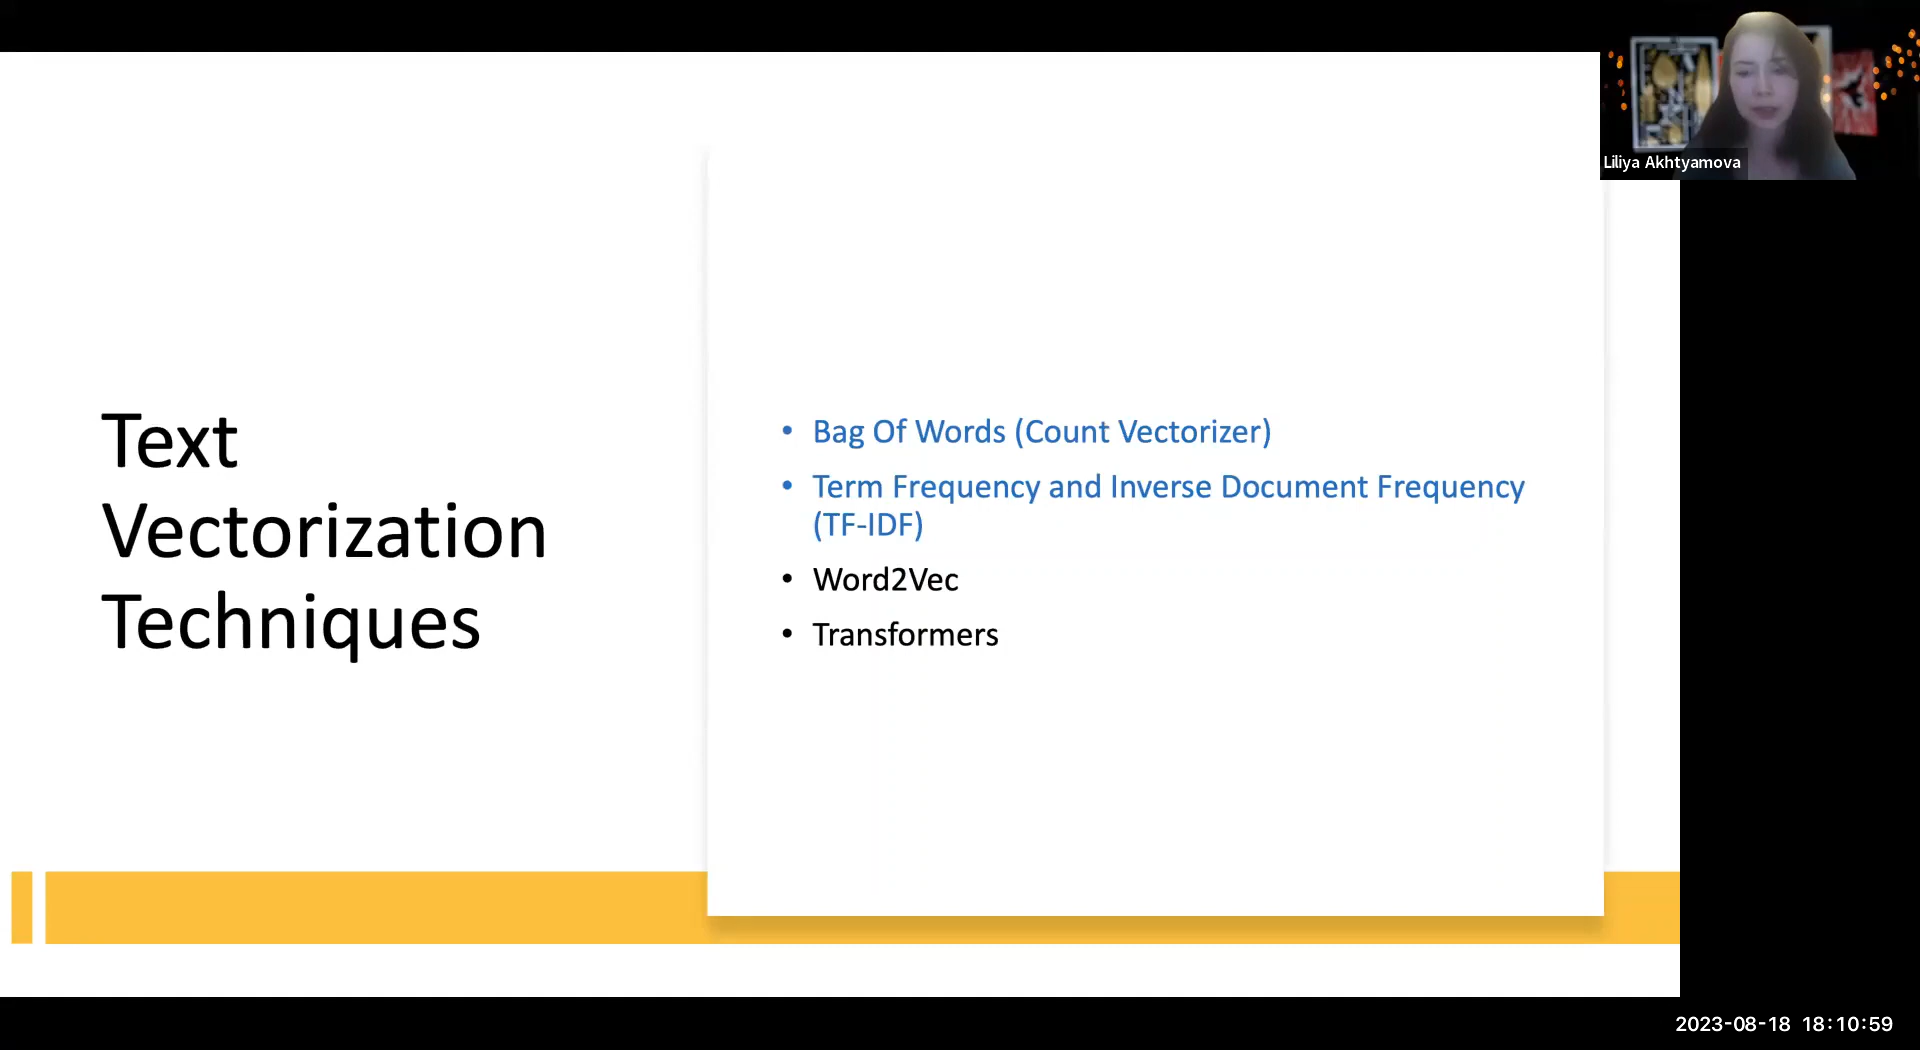 Liliya Akhtyamova
Text
Vectorization
Techniques
• Bag Of Words (Count Vectorizer)
• Term Frequency and Inverse Document Frequency
(TF-IDF)
• Word2Vec
• Transformers
2023-08-18 18:10:59